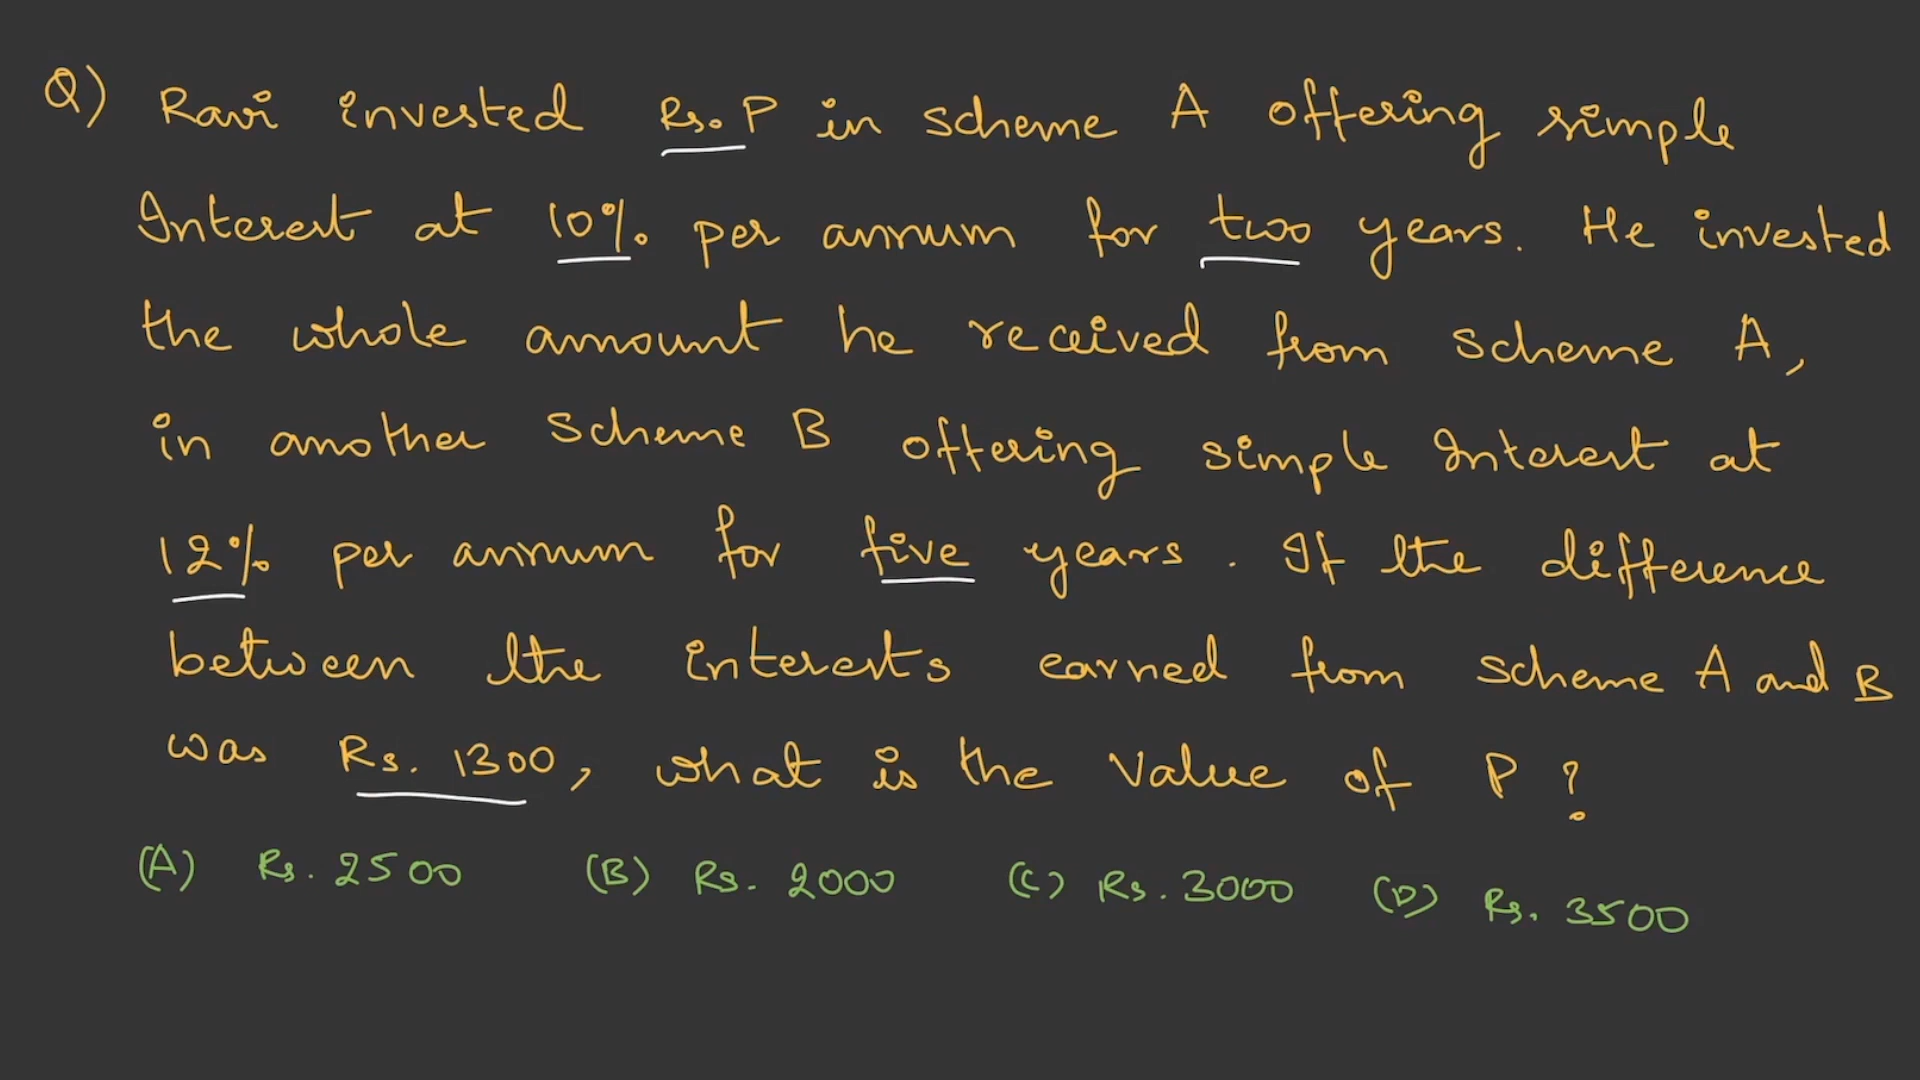 Q) Ravi invested Rs. P in scheme A offering simple
Interest at 10% per annum for two years. He invested
the whole amount he received from scheme A,
in another scheme B offering simple Interest at
12% per annum for five years. If the difference
between the interests earned from scheme A and B
was Rs. 1300, what is the value of P?
(A) Rs. 2500 (B) Rs. 2000 (C) Rs. 3000 (D) Rs. 3500